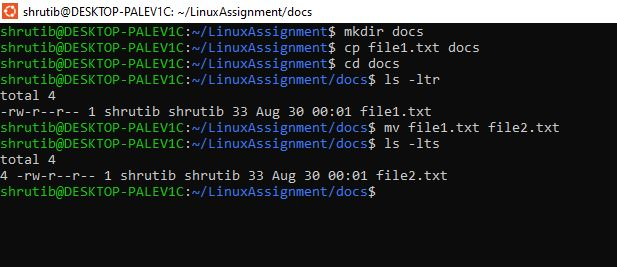 shrutib@DESKTOP-PALEV1C: ~/LinuxAssignment/docs
shrutib@DESKTOP-PALEV1C:~/LinuxAssignment$ mkdir docs
shrutib@DESKTOP-PALEV1C:~/LinuxAssignment$ cp file1.txt docs
shrutib@DESKTOP-PALEV1C:~/LinuxAssignment$ cd docs
shrutib@DESKTOP-PALEV1C:~/LinuxAssignment/docs$ ls -ltr
total 4
-rw-r--r-- 1 shrutib shrutib 33 Aug 30 00:01 file1.txt
shrutib@DESKTOP-PALEV1C:~/LinuxAssignment/docs$ mv file1.txt file2.txt
shrutib@DESKTOP-PALEV1C:~/LinuxAssignment/docs$ ls -lts
total 4
4 -rw-r--r-- 1 shrutib shrutib 33 Aug 30 00:01 file2.txt
shrutib@DESKTOP-PALEV1C:~/LinuxAssignment/docs$